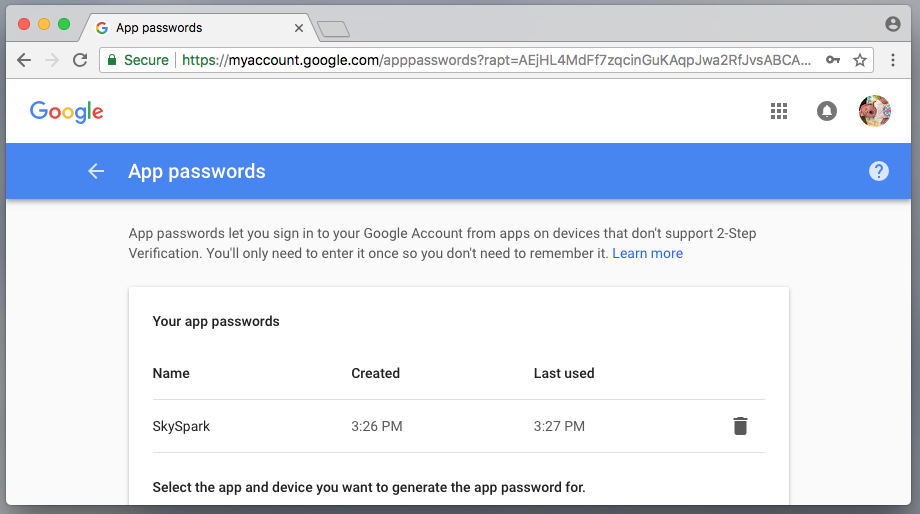 App passwords
Secure https://myaccount.google.com/apppasswords?rapt=AEjHL4MdFf7zqcinGuKAqpJwa2RfJvsABCA...
Google
App passwords
App passwords let you sign in to your Google Account from apps on devices that don't support 2-Step
Verification. You'll only need to enter it once so you don't need to remember it. Learn more
Your app passwords
Name Created Last used
SkySpark 3:26 PM 3:27 PM
Select the app and device you want to generate the app password for.